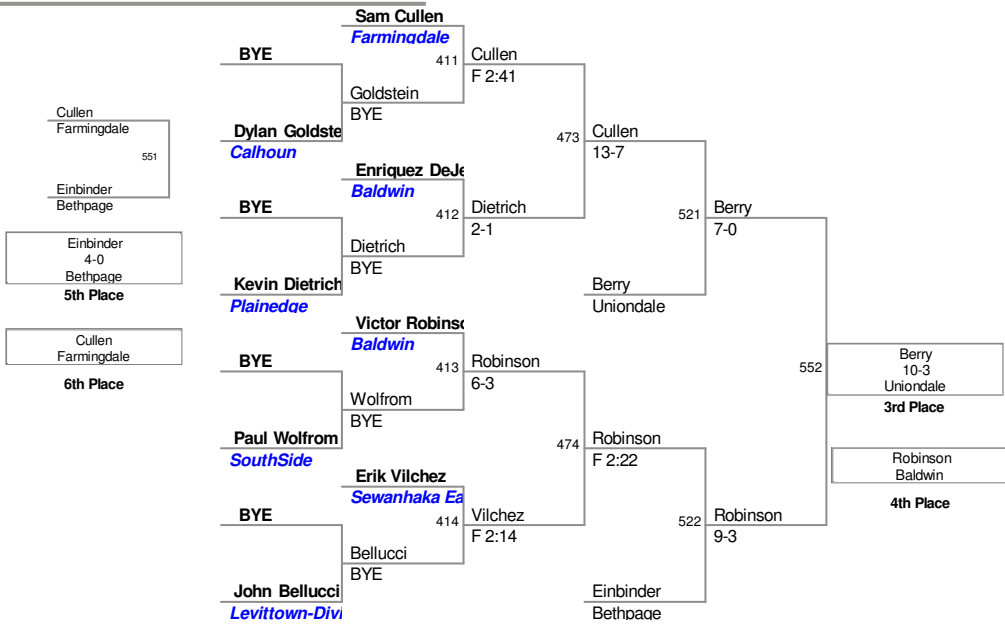 Sam Cullen
Farmingdale
BYE
411
Cullen
F 2:41
Goldstein
BYE
Dylan Goldste
Calhoun
473
Cullen
13-7
Enriquez DeJe
Baldwin
BYE
412
Dietrich
2-1
Dietrich
BYE
Kevin Dietrich
Plainedge
521
Berry
7-0
Berry
Uniondale
Victor Robinso
Baldwin
BYE
413
Robinson
6-3
Wolfrom
BYE
Paul Wolfrom
SouthSide
474
Robinson
F 2:22
Erik Vilchez
Sewanhaka Ea
BYE
414
Vilchez
F 2:14
Bellucci
BYE
John Bellucci
Levittown-Divi
522
Robinson
9-3
Einbinder
Bethpage
552
Berry
10-3
Uniondale
3rd Place
Robinson
Baldwin
4th Place
Cullen
Farmingdale
551
Einbinder
Bethpage
Einbinder
4-0
Bethpage
5th Place
Cullen
Farmingdale
6th Place